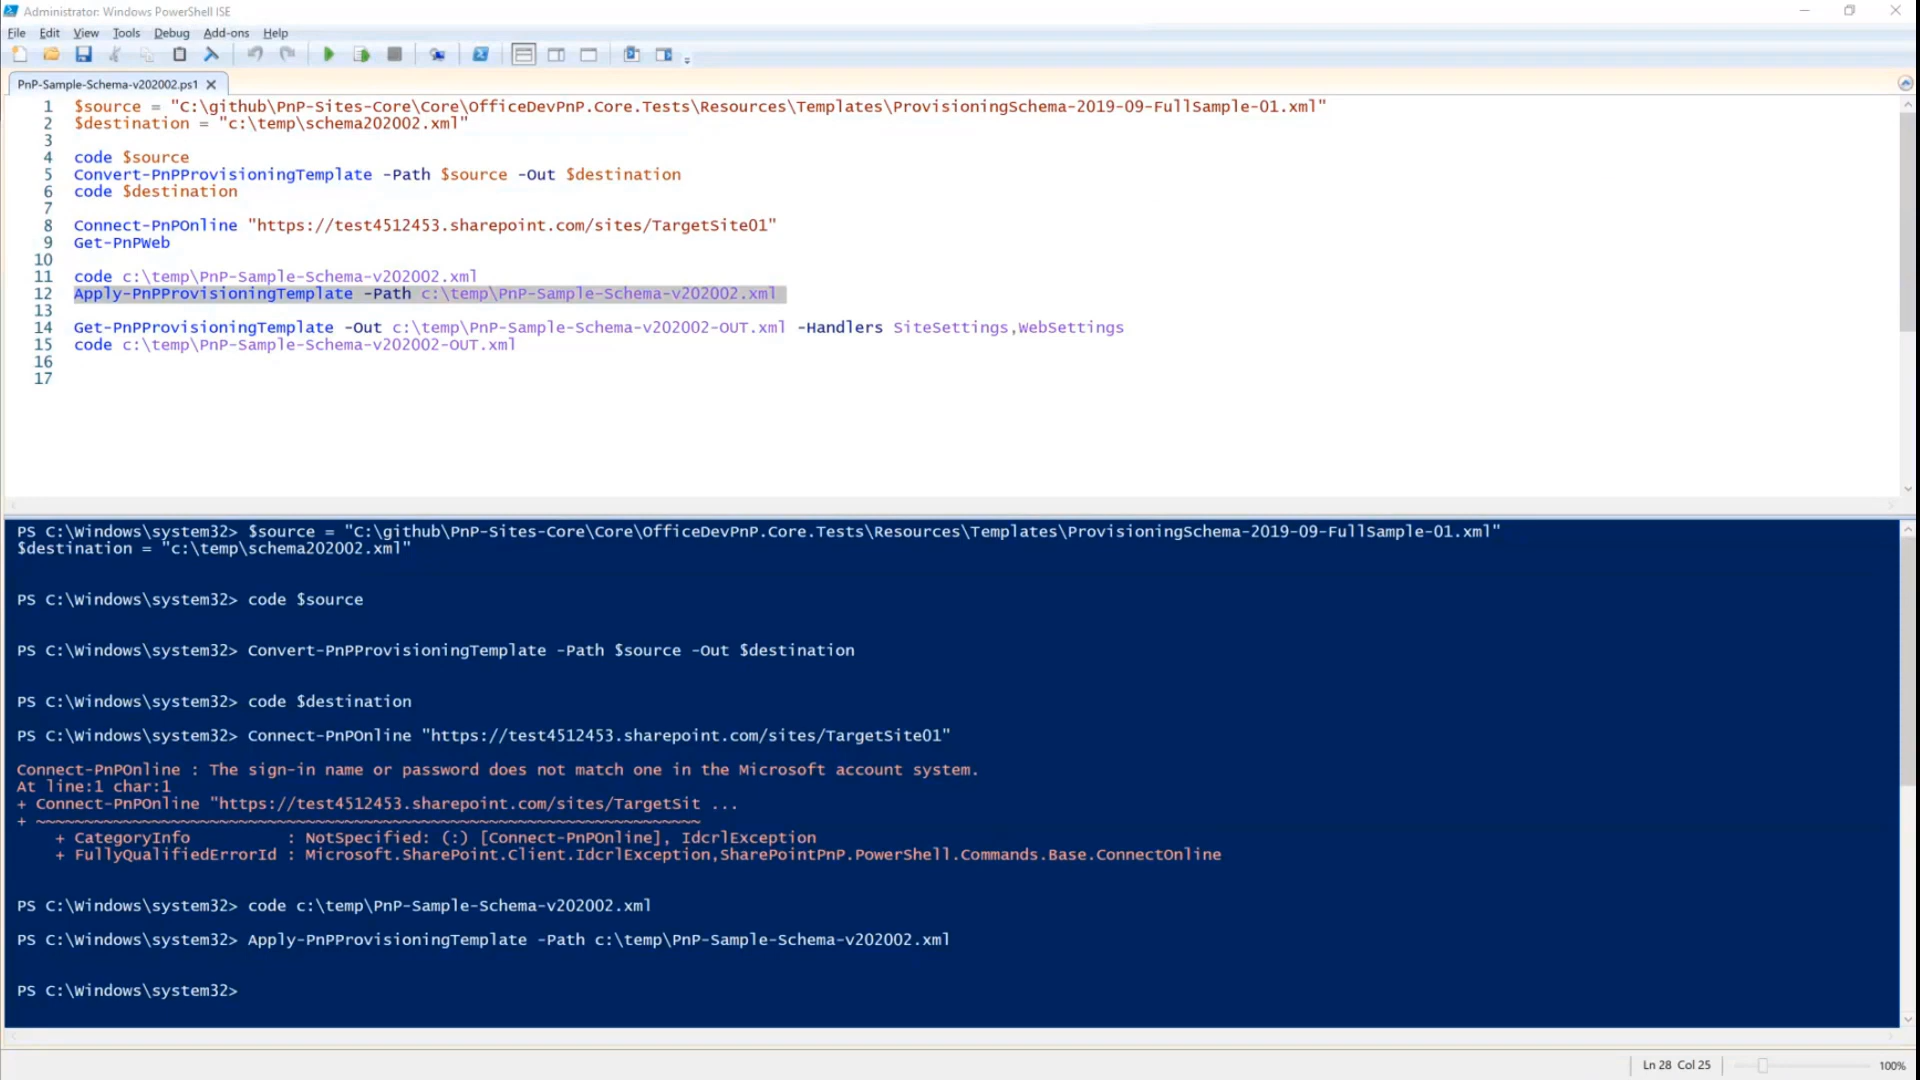 Administrator: Windows PowerShell ISE
File Edit View Tools Debug Add-ons Help
PnP-Sample-Schema-v202002.ps1
1 $source = "C:\github\PnP-Sites-Core\Core\OfficeDevPnP.Core.Tests\Resources\Templates\ProvisioningSchema-2019-09-FullSample-01.xml"
2 $destination = "c:\temp\schema202002.xml"
3
4 code $source
5 Convert-PnPProvisioningTemplate -Path $source -Out $destination
6 code $destination
7
8 Connect-PnPOnline "https://test4512453.sharepoint.com/sites/TargetSite01"
9 Get-PnPWeb
10
11 code c:\temp\PnP-Sample-Schema-v202002.xml
12 Apply-PnPProvisioningTemplate -Path c:\temp\PnP-Sample-Schema-v202002.xml
13
14 Get-PnPProvisioningTemplate -Out c:\temp\PnP-Sample-Schema-v202002-OUT.xml -Handlers SiteSettings,WebSettings
15 code c:\temp\PnP-Sample-Schema-v202002-OUT.xml
16
17
PS C:\Windows\system32> $source = "C:\github\PnP-Sites-Core\Core\OfficeDevPnP.Core.Tests\Resources\Templates\ProvisioningSchema-2019-09-FullSample-01.xml"
$destination = "c:\temp\schema202002.xml"
PS C:\Windows\system32> code $source
PS C:\Windows\system32> Convert-PnPProvisioningTemplate -Path $source -Out $destination
PS C:\Windows\system32> code $destination
PS C:\Windows\system32> Connect-PnPOnline "https://test4512453.sharepoint.com/sites/TargetSite01"
Connect-PnPOnline : The sign-in name or password does not match one in the Microsoft account system.
At line:1 char:1
+ Connect-PnPOnline "https://test4512453.sharepoint.com/sites/TargetSit ...
+ ~~~~~~~~~~~~~~~~~~~~~~~~~~~~~~~~~~~~~~~~~~~~~~~~~~~~~~~~~~~~~~~~~~~~~
+ CategoryInfo : NotSpecified: (:) [Connect-PnPOnline], IdcrlException
+ FullyQualifiedErrorId : Microsoft.SharePoint.Client.IdcrlException,SharePointPnP.PowerShell.Commands.Base.ConnectOnline
PS C:\Windows\system32> code c:\temp\PnP-Sample-Schema-v202002.xml
PS C:\Windows\system32> Apply-PnPProvisioningTemplate -Path c:\temp\PnP-Sample-Schema-v202002.xml
PS C:\Windows\system32>
Ln 28 Col 25 100%